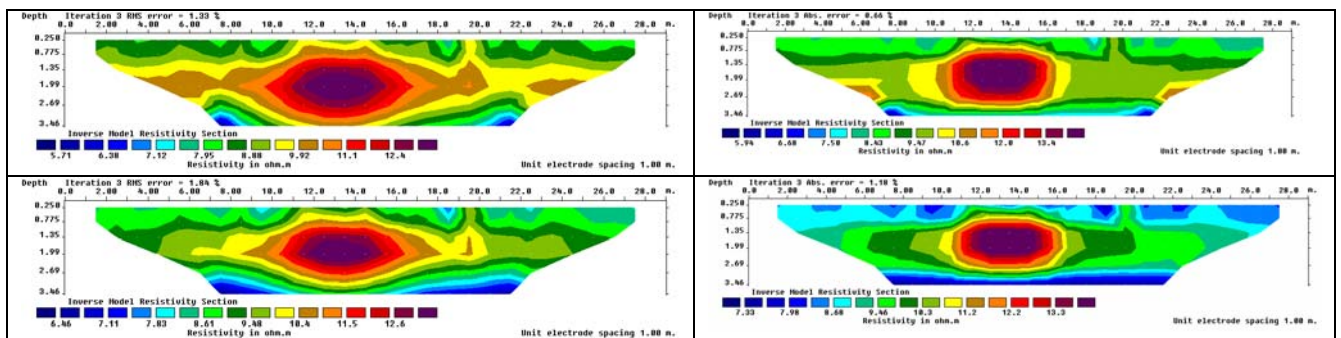 Depth Iteration 3 RMS error = 1.33 %
0.0 2.00 4.00 6.00 8.00 10.0 12.0 14.0 16.0 18.0 20.0 22.0 24.0 26.0 28.0 m.
0.250
0.775
1.35
1.99
2.69
3.46
Inverse Model Resistivity Section
5.71 6.38 7.12 7.95 8.88 9.92 11.1 12.4
Resistivity in ohm.m
Unit electrode spacing 1.00 m.
Depth Iteration 3 Abs. error = 0.66 %
0.0 2.00 4.00 6.00 8.00 10.0 12.0 14.0 16.0 18.0 20.0 22.0 24.0 26.0 28.0 m.
0.250
0.775
1.35
1.99
2.69
3.46
Inverse Model Resistivity Section
5.94 6.68 7.50 8.43 9.47 10.6 12.0 13.4
Resistivity in ohm.m
Unit electrode spacing 1.00 m.
Depth Iteration 3 RMS error = 1.84 %
0.0 2.00 4.00 6.00 8.00 10.0 12.0 14.0 16.0 18.0 20.0 22.0 24.0 26.0 28.0 m.
0.250
0.775
1.35
1.99
2.69
3.46
Inverse Model Resistivity Section
6.46 7.11 7.83 8.61 9.48 10.4 11.5 12.6
Resistivity in ohm.m
Unit electrode spacing 1.00 m.
Depth Iteration 3 Abs. error = 1.18 %
0.0 2.00 4.00 6.00 8.00 10.0 12.0 14.0 16.0 18.0 20.0 22.0 24.0 26.0 28.0 m.
0.250
0.775
1.35
1.99
2.69
3.46
Inverse Model Resistivity Section
7.33 7.98 8.68 9.46 10.3 11.2 12.2 13.3
Resistivity in ohm.m
Unit electrode spacing 1.00 m.